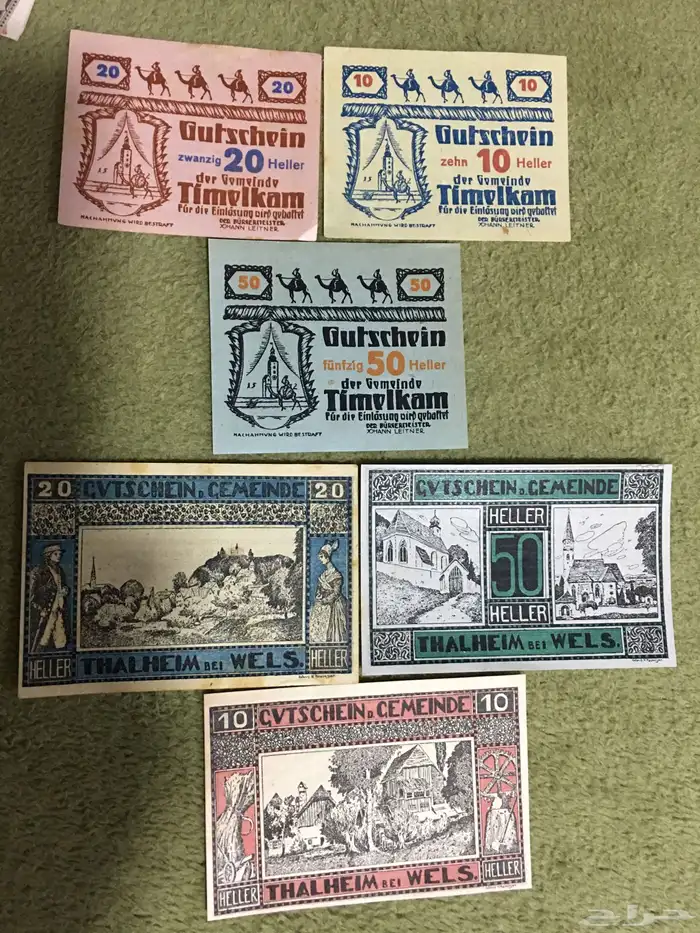 20
20
Gutschein
zwanzig 20 Heller
der Gemeinde
Timelkam
für die Einlösung wird gehaftet
DER BÜRGERMEISTER
JOHANN LEITNER
NACHAHMUNG WIRD BESTRAFT
10
10
Gutschein
zehn 10 Heller
der Gemeinde
Timelkam
für die Einlösung wird gehaftet
DER BÜRGERMEISTER
JOHANN LEITNER
NACHAHMUNG WIRD BESTRAFT
50
50
Gutschein
fünfzig 50 Heller
der Gemeinde
Timelkam
für die Einlösung wird gehaftet
DER BÜRGERMEISTER
JOHANN LEITNER
NACHAHMUNG WIRD BESTRAFT
20 GVTSCHEIN D. GEMEINDE 20
HELLER THALHEIM BEI WELS. HELLER
GVTSCHEIN D. GEMEINDE
HELLER
50
HELLER
THALHEIM BEI WELS.
10 GVTSCHEIN D. GEMEINDE 10
HELLER THALHEIM BEI WELS. HELLER
حراج